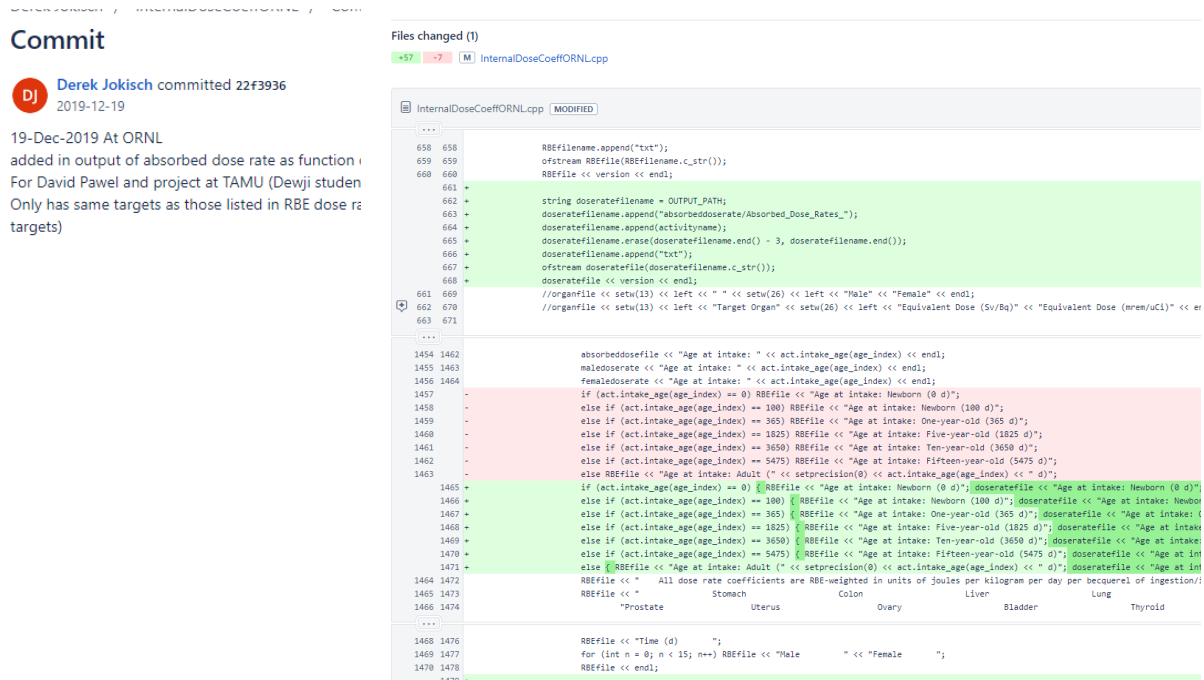 Commit
DJ
Derek Jokisch committed 22f3936
2019-12-19
19-Dec-2019 At ORNL
added in output of absorbed dose rate as function
For David Pawel and project at TAMU (Dewji studen
Only has same targets as those listed in RBE dose ra
targets)
Files changed (1)
+57 -7 M InternalDoseCoeffORNL.cpp
InternalDoseCoeffORNL.cpp MODIFIED
...
658 658 RBEfilename.append("txt");
659 659 ofstream RBEfile(RBEfilename.c_str());
660 660 RBEfile << version << endl;
661 +
662 + string doseratefilename = OUTPUT_PATH;
663 + doseratefilename.append("absorbeddoserate/Absorbed_Dose_Rates_");
664 + doseratefilename.append(activityname);
665 + doseratefilename.erase(doseratefilename.end() - 3, doseratefilename.end());
666 + doseratefilename.append("txt");
667 + ofstream doseratefile(doseratefilename.c_str());
668 + doseratefile << version << endl;
661 669 //organfile << setw(13) << left << " " << setw(26) << left << "Male" << "Female" << endl;
662 670 //organfile << setw(13) << left << "Target Organ" << setw(26) << left << "Equivalent Dose (Sv/Bq)" << "Equivalent Dose (mrem/uCi)" << en
663 671
...
1454 1462 absorbeddosefile << "Age at intake: " << act.intake_age(age_index) << endl;
1455 1463 maledoserate << "Age at intake: " << act.intake_age(age_index) << endl;
1456 1464 femaledoserate << "Age at intake: " << act.intake_age(age_index) << endl;
1457 - if (act.intake_age(age_index) == 0) RBEfile << "Age at intake: Newborn (0 d)";
1458 - else if (act.intake_age(age_index) == 100) RBEfile << "Age at intake: Newborn (100 d)";
1459 - else if (act.intake_age(age_index) == 365) RBEfile << "Age at intake: One-year-old (365 d)";
1460 - else if (act.intake_age(age_index) == 1825) RBEfile << "Age at intake: Five-year-old (1825 d)";
1461 - else if (act.intake_age(age_index) == 3650) RBEfile << "Age at intake: Ten-year-old (3650 d)";
1462 - else if (act.intake_age(age_index) == 5475) RBEfile << "Age at intake: Fifteen-year-old (5475 d)";
1463 - else RBEfile << "Age at intake: Adult (" << setprecision(0) << act.intake_age(age_index) << " d)";
1465 + if (act.intake_age(age_index) == 0) { RBEfile << "Age at intake: Newborn (0 d)"; doseratefile << "Age at intake: Newborn (0 d)";
1466 + else if (act.intake_age(age_index) == 100) { RBEfile << "Age at intake: Newborn (100 d)"; doseratefile << "Age at intake: Newbor
1467 + else if (act.intake_age(age_index) == 365) { RBEfile << "Age at intake: One-year-old (365 d)"; doseratefile << "Age at intake: O
1468 + else if (act.intake_age(age_index) == 1825) { RBEfile << "Age at intake: Five-year-old (1825 d)"; doseratefile << "Age at intake
1469 + else if (act.intake_age(age_index) == 3650) { RBEfile << "Age at intake: Ten-year-old (3650 d)"; doseratefile << "Age at intake:
1470 + else if (act.intake_age(age_index) == 5475) { RBEfile << "Age at intake: Fifteen-year-old (5475 d)"; doseratefile << "Age at int
1471 + else { RBEfile << "Age at intake: Adult (" << setprecision(0) << act.intake_age(age_index) << " d)"; doseratefile << "Age at int
1464 1472 RBEfile << " All dose rate coefficients are RBE-weighted in units of joules per kilogram per day per becquerel of ingestion/i
1465 1473 RBEfile << " Stomach Colon Liver Lung
1466 1474 "Prostate Uterus Ovary Bladder Thyroid
...
1468 1476 RBEfile << "Time (d) ";
1469 1477 for (int n = 0; n < 15; n++) RBEfile << "Male " << "Female ";
1470 1478 RBEfile << endl;